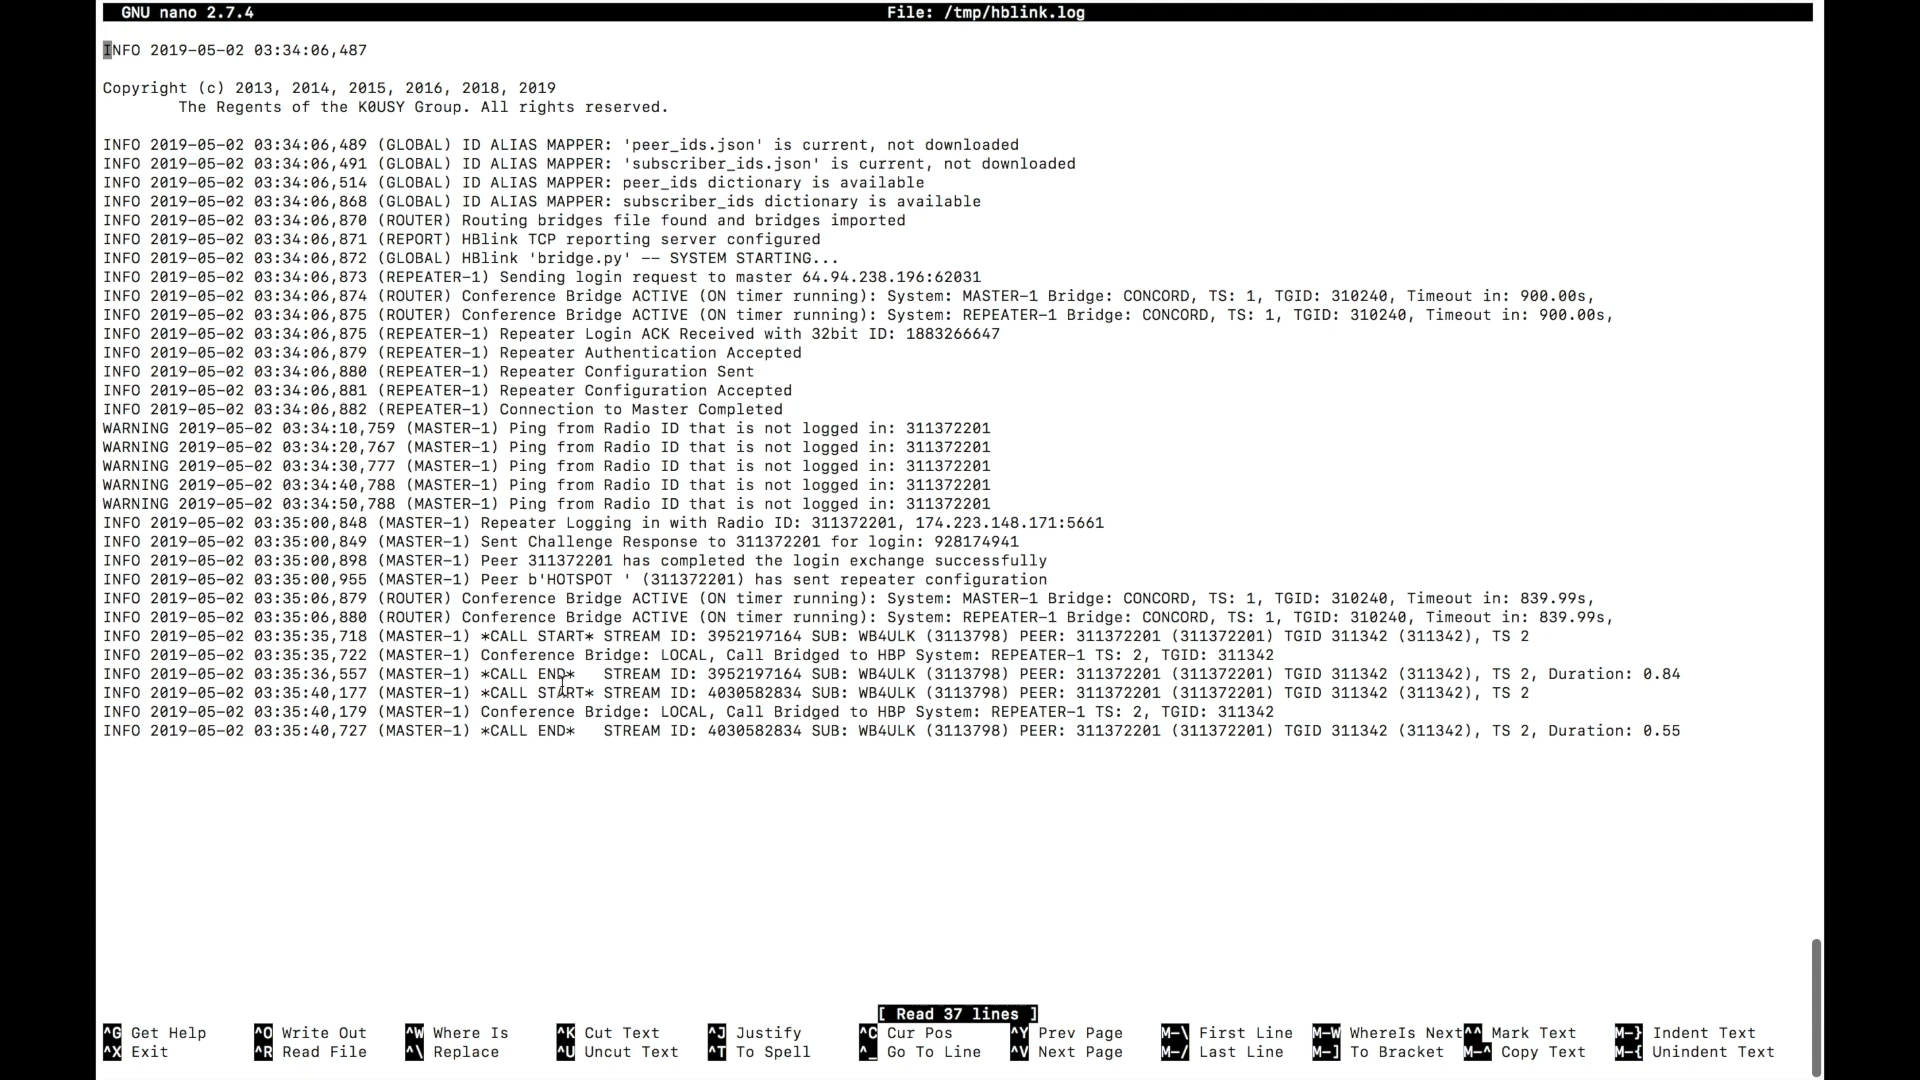 GNU nano 2.7.4 File: /tmp/hblink.log
INFO 2019-05-02 03:34:06,487
Copyright (c) 2013, 2014, 2015, 2016, 2018, 2019
The Regents of the K0USY Group. All rights reserved.
INFO 2019-05-02 03:34:06,489 (GLOBAL) ID ALIAS MAPPER: 'peer_ids.json' is current, not downloaded
INFO 2019-05-02 03:34:06,491 (GLOBAL) ID ALIAS MAPPER: 'subscriber_ids.json' is current, not downloaded
INFO 2019-05-02 03:34:06,514 (GLOBAL) ID ALIAS MAPPER: peer_ids dictionary is available
INFO 2019-05-02 03:34:06,868 (GLOBAL) ID ALIAS MAPPER: subscriber_ids dictionary is available
INFO 2019-05-02 03:34:06,870 (ROUTER) Routing bridges file found and bridges imported
INFO 2019-05-02 03:34:06,871 (REPORT) HBlink TCP reporting server configured
INFO 2019-05-02 03:34:06,872 (GLOBAL) HBlink 'bridge.py' -- SYSTEM STARTING...
INFO 2019-05-02 03:34:06,873 (REPEATER-1) Sending login request to master 64.94.238.196:62031
INFO 2019-05-02 03:34:06,874 (ROUTER) Conference Bridge ACTIVE (ON timer running): System: MASTER-1 Bridge: CONCORD, TS: 1, TGID: 310240, Timeout in: 900.00s,
INFO 2019-05-02 03:34:06,875 (ROUTER) Conference Bridge ACTIVE (ON timer running): System: REPEATER-1 Bridge: CONCORD, TS: 1, TGID: 310240, Timeout in: 900.00s,
INFO 2019-05-02 03:34:06,875 (REPEATER-1) Repeater Login ACK Received with 32bit ID: 1883266647
INFO 2019-05-02 03:34:06,879 (REPEATER-1) Repeater Authentication Accepted
INFO 2019-05-02 03:34:06,880 (REPEATER-1) Repeater Configuration Sent
INFO 2019-05-02 03:34:06,881 (REPEATER-1) Repeater Configuration Accepted
INFO 2019-05-02 03:34:06,882 (REPEATER-1) Connection to Master Completed
WARNING 2019-05-02 03:34:10,759 (MASTER-1) Ping from Radio ID that is not logged in: 311372201
WARNING 2019-05-02 03:34:20,767 (MASTER-1) Ping from Radio ID that is not logged in: 311372201
WARNING 2019-05-02 03:34:30,777 (MASTER-1) Ping from Radio ID that is not logged in: 311372201
WARNING 2019-05-02 03:34:40,788 (MASTER-1) Ping from Radio ID that is not logged in: 311372201
WARNING 2019-05-02 03:34:50,788 (MASTER-1) Ping from Radio ID that is not logged in: 311372201
INFO 2019-05-02 03:35:00,848 (MASTER-1) Repeater Logging in with Radio ID: 311372201, 174.223.148.171:5661
INFO 2019-05-02 03:35:00,849 (MASTER-1) Sent Challenge Response to 311372201 for login: 928174941
INFO 2019-05-02 03:35:00,898 (MASTER-1) Peer 311372201 has completed the login exchange successfully
INFO 2019-05-02 03:35:00,955 (MASTER-1) Peer b'HOTSPOT ' (311372201) has sent repeater configuration
INFO 2019-05-02 03:35:06,879 (ROUTER) Conference Bridge ACTIVE (ON timer running): System: MASTER-1 Bridge: CONCORD, TS: 1, TGID: 310240, Timeout in: 839.99s,
INFO 2019-05-02 03:35:06,880 (ROUTER) Conference Bridge ACTIVE (ON timer running): System: REPEATER-1 Bridge: CONCORD, TS: 1, TGID: 310240, Timeout in: 839.99s,
INFO 2019-05-02 03:35:35,718 (MASTER-1) *CALL START* STREAM ID: 3952197164 SUB: WB4ULK (3113798) PEER: 311372201 (311372201) TGID 311342 (311342), TS 2
INFO 2019-05-02 03:35:35,722 (MASTER-1) Conference Bridge: LOCAL, Call Bridged to HBP System: REPEATER-1 TS: 2, TGID: 311342
INFO 2019-05-02 03:35:36,557 (MASTER-1) *CALL END*   STREAM ID: 3952197164 SUB: WB4ULK (3113798) PEER: 311372201 (311372201) TGID 311342 (311342), TS 2, Duration: 0.84
INFO 2019-05-02 03:35:40,177 (MASTER-1) *CALL START* STREAM ID: 4030582834 SUB: WB4ULK (3113798) PEER: 311372201 (311372201) TGID 311342 (311342), TS 2
INFO 2019-05-02 03:35:40,179 (MASTER-1) Conference Bridge: LOCAL, Call Bridged to HBP System: REPEATER-1 TS: 2, TGID: 311342
INFO 2019-05-02 03:35:40,727 (MASTER-1) *CALL END*   STREAM ID: 4030582834 SUB: WB4ULK (3113798) PEER: 311372201 (311372201) TGID 311342 (311342), TS 2, Duration: 0.55
[ Read 37 lines ]
^G Get Help ^O Write Out ^W Where Is ^K Cut Text ^J Justify ^C Cur Pos ^Y Prev Page M-\ First Line M-W WhereIs Next ^^ Mark Text M-} Indent Text
^X Exit ^R Read File ^\ Replace ^U Uncut Text ^T To Spell ^_ Go To Line ^V Next Page M-/ Last Line M-] To Bracket M-^ Copy Text M-{ Unindent Text